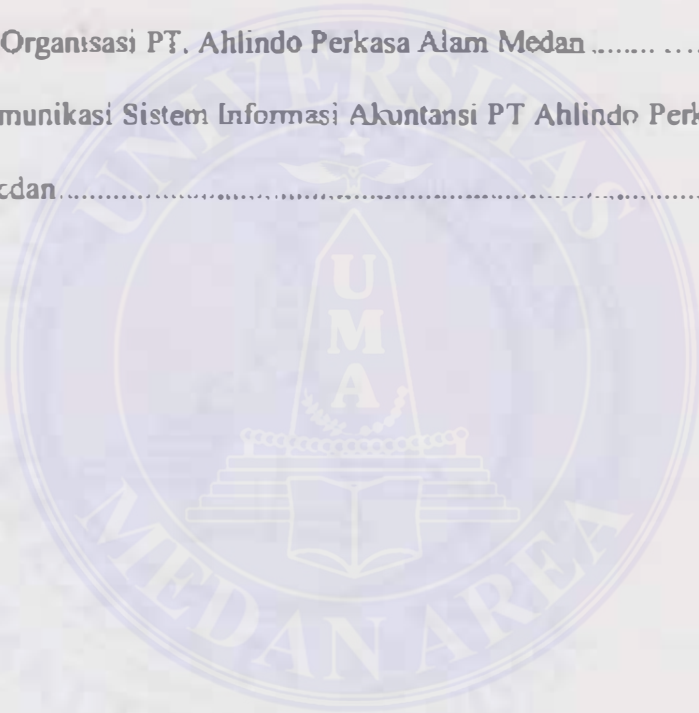 Organisasi PT. Ahlindo Perkasa Alam Medan ........ ....
munikasi Sistem Informasi Akuntansi PT Ahlindo Perk
edan ....................................................................
UNIVERSITAS
UMA
MEDAN AREA